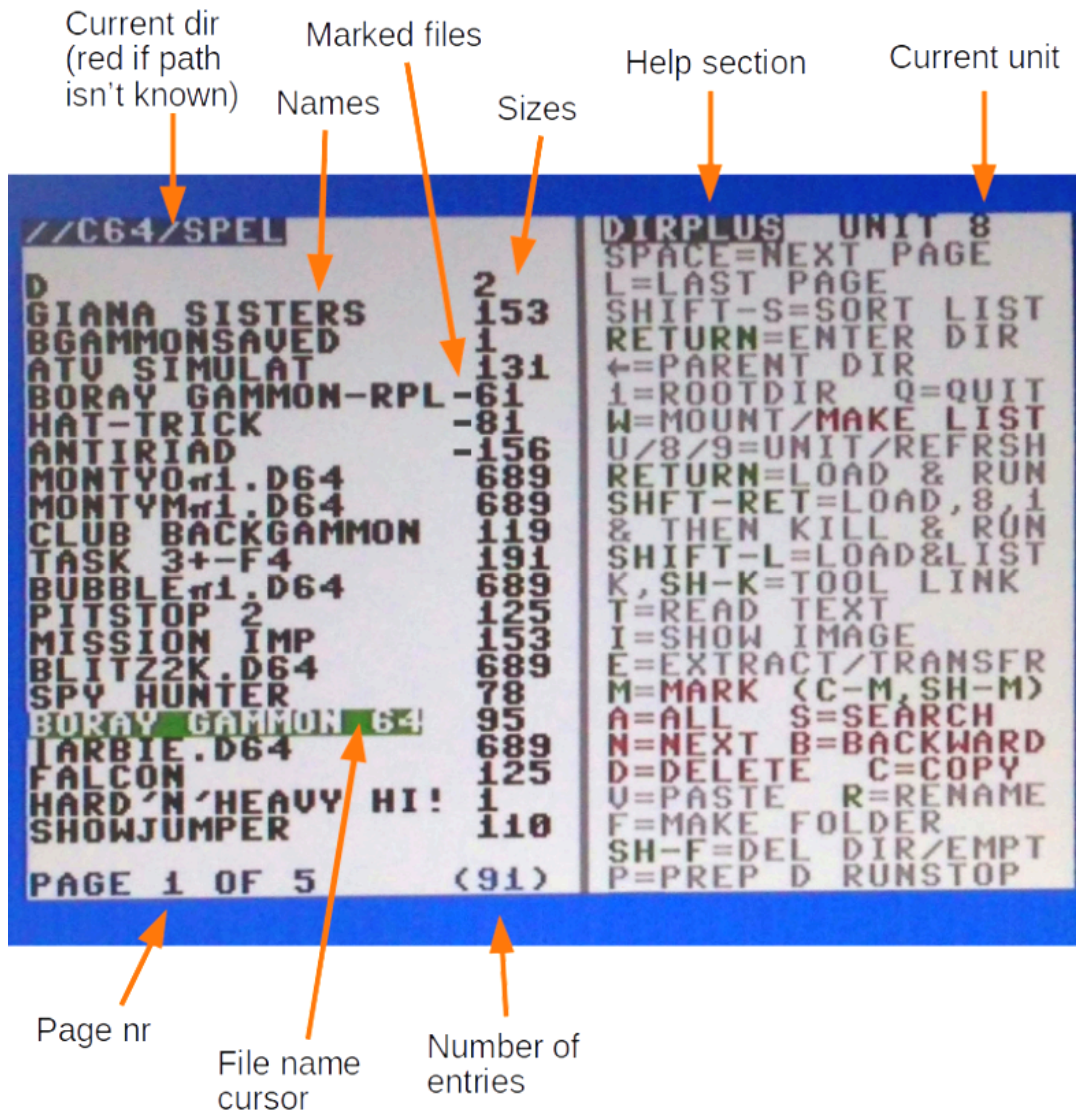 Current dir
(red if path
isn't known)
Names
Marked files
Sizes
Help section
Current unit
//C64/SPEL
D 2
GIANA SISTERS 153
BGAMMONSAVED 1
ATV SIMULAT 131
BORAY GAMMON-RPL -61
HAT-TRICK -81
ANTIRIAD -156
MONTYOπ1.D64 689
MONTYMπ1.D64 689
CLUB BACKGAMMON 119
TASK 3+-F4 191
BUBBLEπ1.D64 689
PITSTOP 2 125
MISSION IMP 153
BLITZ2K.D64 689
SPY HUNTER 78
BORAY GAMMON 64 95
IARBIE.D64 689
FALCON 125
HARD'N'HEAVY HI! 1
SHOWJUMPER 110
PAGE 1 OF 5 (91)
DIRPLUS UNIT 8
SPACE=NEXT PAGE
L=LAST PAGE
SHIFT-S=SORT LIST
RETURN=ENTER DIR
←=PARENT DIR
1=ROOTDIR Q=QUIT
W=MOUNT/MAKE LIST
U/8/9=UNIT/REFRSH
RETURN=LOAD & RUN
SHFT-RET=LOAD,8,1
& THEN KILL & RUN
SHIFT-L=LOAD&LIST
K,SH-K=TOOL LINK
T=READ TEXT
I=SHOW IMAGE
E=EXTRACT/TRANSFR
M=MARK (C-M,SH-M)
A=ALL S=SEARCH
N=NEXT B=BACKWARD
D=DELETE C=COPY
V=PASTE R=RENAME
F=MAKE FOLDER
SH-F=DEL DIR/EMPT
P=PREP D RUNSTOP
Page nr
File name
cursor
Number of
entries